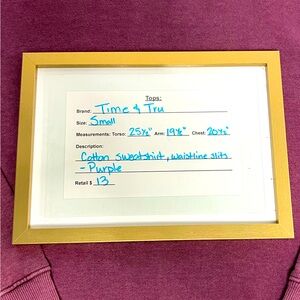 Tops:
Brand: Time & Tru
Size: Small
Measurements: Torso: 25½" Arm: 19½" Chest: 20½"
Description:
Cotton Sweatshirt, waistline slits
- Purple
Retail $ 13